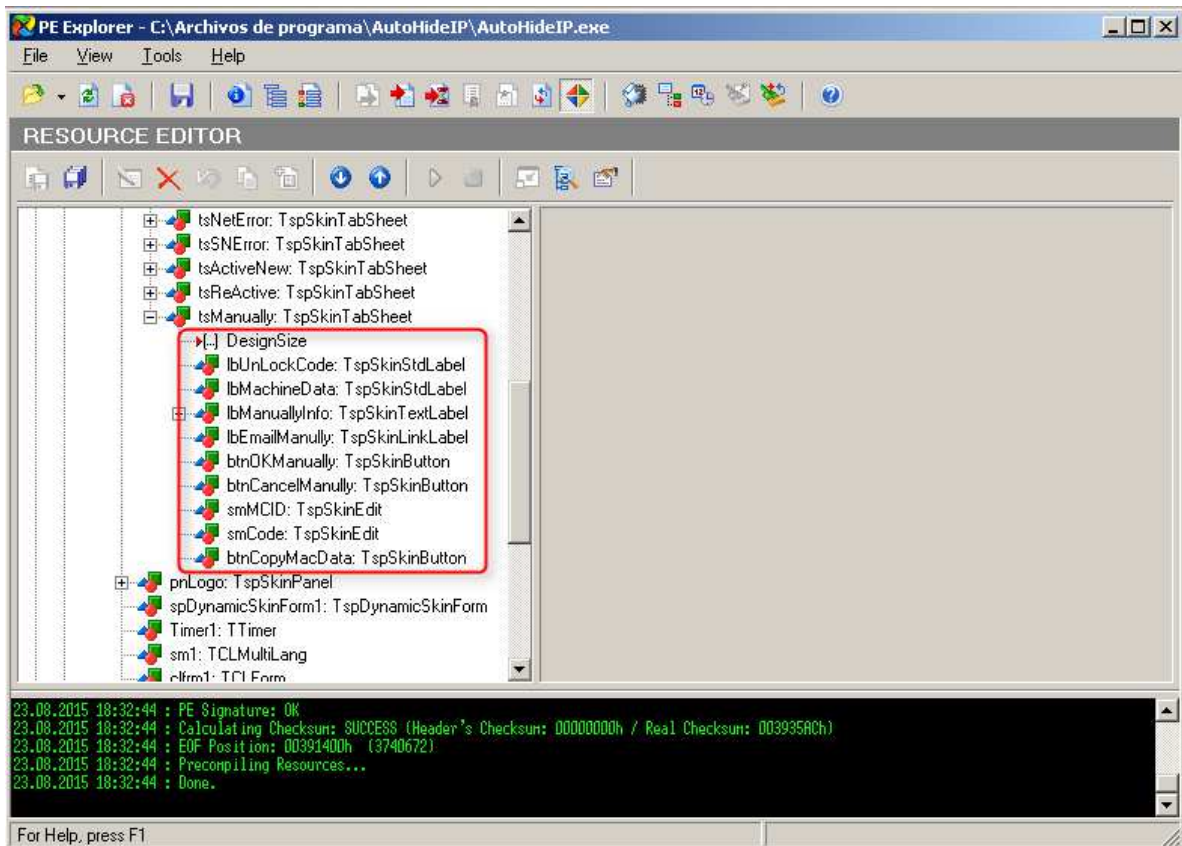 PE Explorer - C:\Archivos de programa\AutoHideIP\AutoHideIP.exe
File View Tools Help
RESOURCE EDITOR
tsNetError: TspSkinTabSheet
tsSNError: TspSkinTabSheet
tsActiveNew: TspSkinTabSheet
tsReActive: TspSkinTabSheet
tsManually: TspSkinTabSheet
[...] DesignSize
lbUnLockCode: TspSkinStdLabel
lbMachineData: TspSkinStdLabel
lbManuallyInfo: TspSkinTextLabel
lbEmailManully: TspSkinLinkLabel
btnOKManually: TspSkinButton
btnCancelManully: TspSkinButton
smMCID: TspSkinEdit
smCode: TspSkinEdit
btnCopyMacData: TspSkinButton
pnLogo: TspSkinPanel
spDynamicSkinForm1: TspDynamicSkinForm
Timer1: TTimer
sm1: TCLMultiLang
clfrm1: TCLForm
23.08.2015 18:32:44 : PE Signature: OK
23.08.2015 18:32:44 : Calculating Checksum: SUCCESS (Header's Checksum: 00000000h / Real Checksum: 003935ACh)
23.08.2015 18:32:44 : EOF Position: 00391400h (3740672)
23.08.2015 18:32:44 : Precompiling Resources...
23.08.2015 18:32:44 : Done.
For Help, press F1